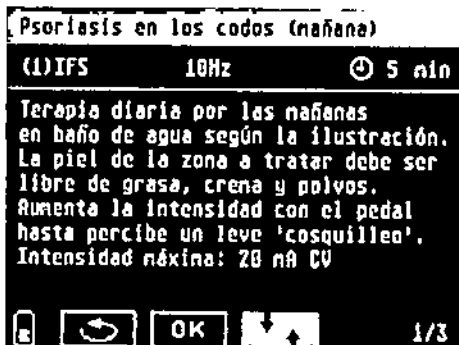 Psoriasis en los codos (mañana)
(1)IFS 10Hz 5 min
Terapia diaria por las mañanas
en baño de agua según la ilustración.
La piel de la zona a tratar debe ser
libre de grasa, crema y polvos.
Aumenta la intensidad con el pedal
hasta percibe un leve 'cosquilleo'.
Intensidad máxima: 20 mA CV
OK 1/3